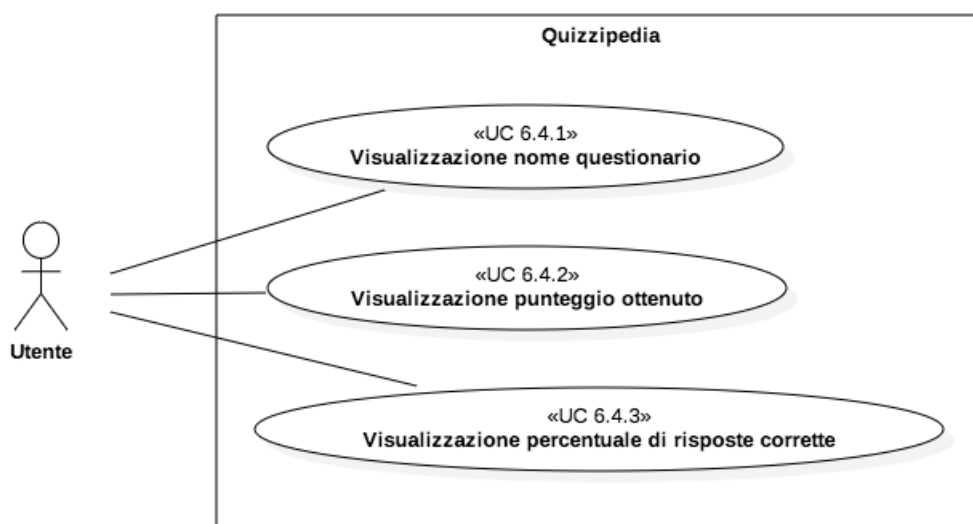 Quizzipedia
«UC 6.4.1»
Visualizzazione nome questionario
«UC 6.4.2»
Visualizzazione punteggio ottenuto
Utente
«UC 6.4.3»
Visualizzazione percentuale di risposte corrette